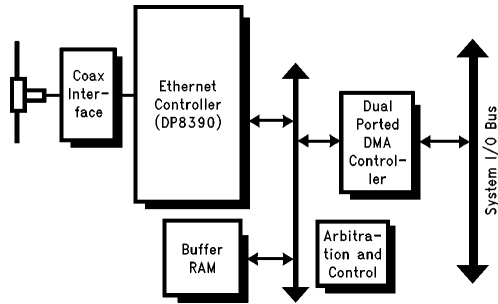 Coax
Inter-
face
Ethernet
Controller
(DP8390)
Dual
Ported
DMA
Control-
ler
System I/O Bus
Buffer
RAM
Arbitra-
tion and
Control